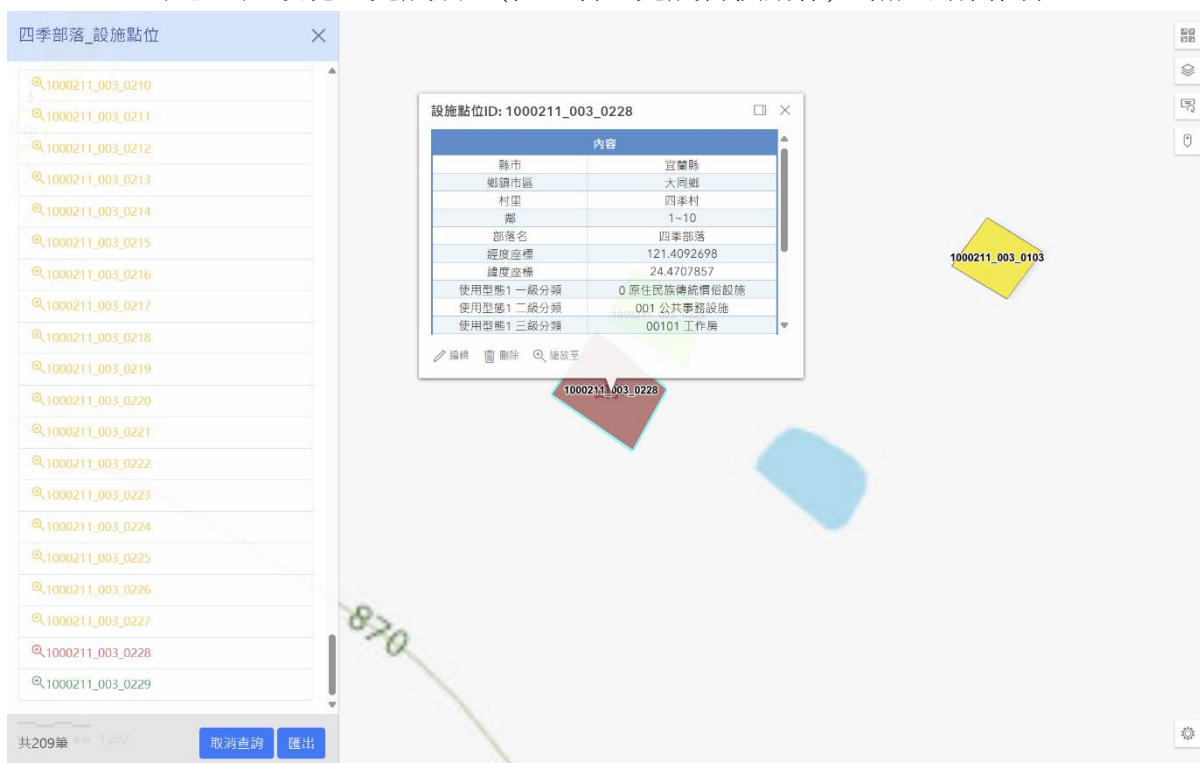 四季部落_設施點位
1000211_003_0210
1000211_003_0211
1000211_003_0212
1000211_003_0213
1000211_003_0214
1000211_003_0215
1000211_003_0216
1000211_003_0217
1000211_003_0218
1000211_003_0219
1000211_003_0220
1000211_003_0221
1000211_003_0222
1000211_003_0223
1000211_003_0224
1000211_003_0225
1000211_003_0226
1000211_003_0227
1000211_003_0228
1000211_003_0229
共209筆
取消查詢 匯出
設施點位ID: 1000211_003_0228
內容
縣市 宜蘭縣
鄉鎮市區 大同鄉
村里 四季村
鄰 1~10
部落名 四季部落
經度座標 121.4092698
緯度座標 24.4707857
使用型態1 一級分類 0 原住民族傳統慣俗設施
使用型態1 二級分類 001 公共事務設施
使用型態1 三級分類 00101 工作房
編輯 刪除 縮放至
1000211_003_0228
1000211_003_0103
870